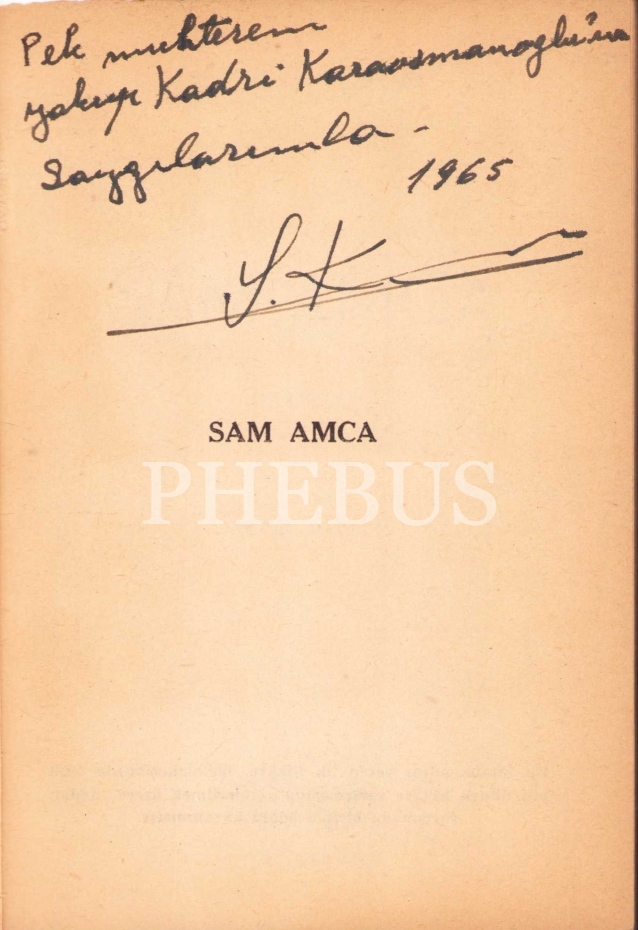 Pek muhterem
Yakup Kadri Karaosmanoğlu'na
Saygılarımla -
1965
SAM AMCA
PHEBUS